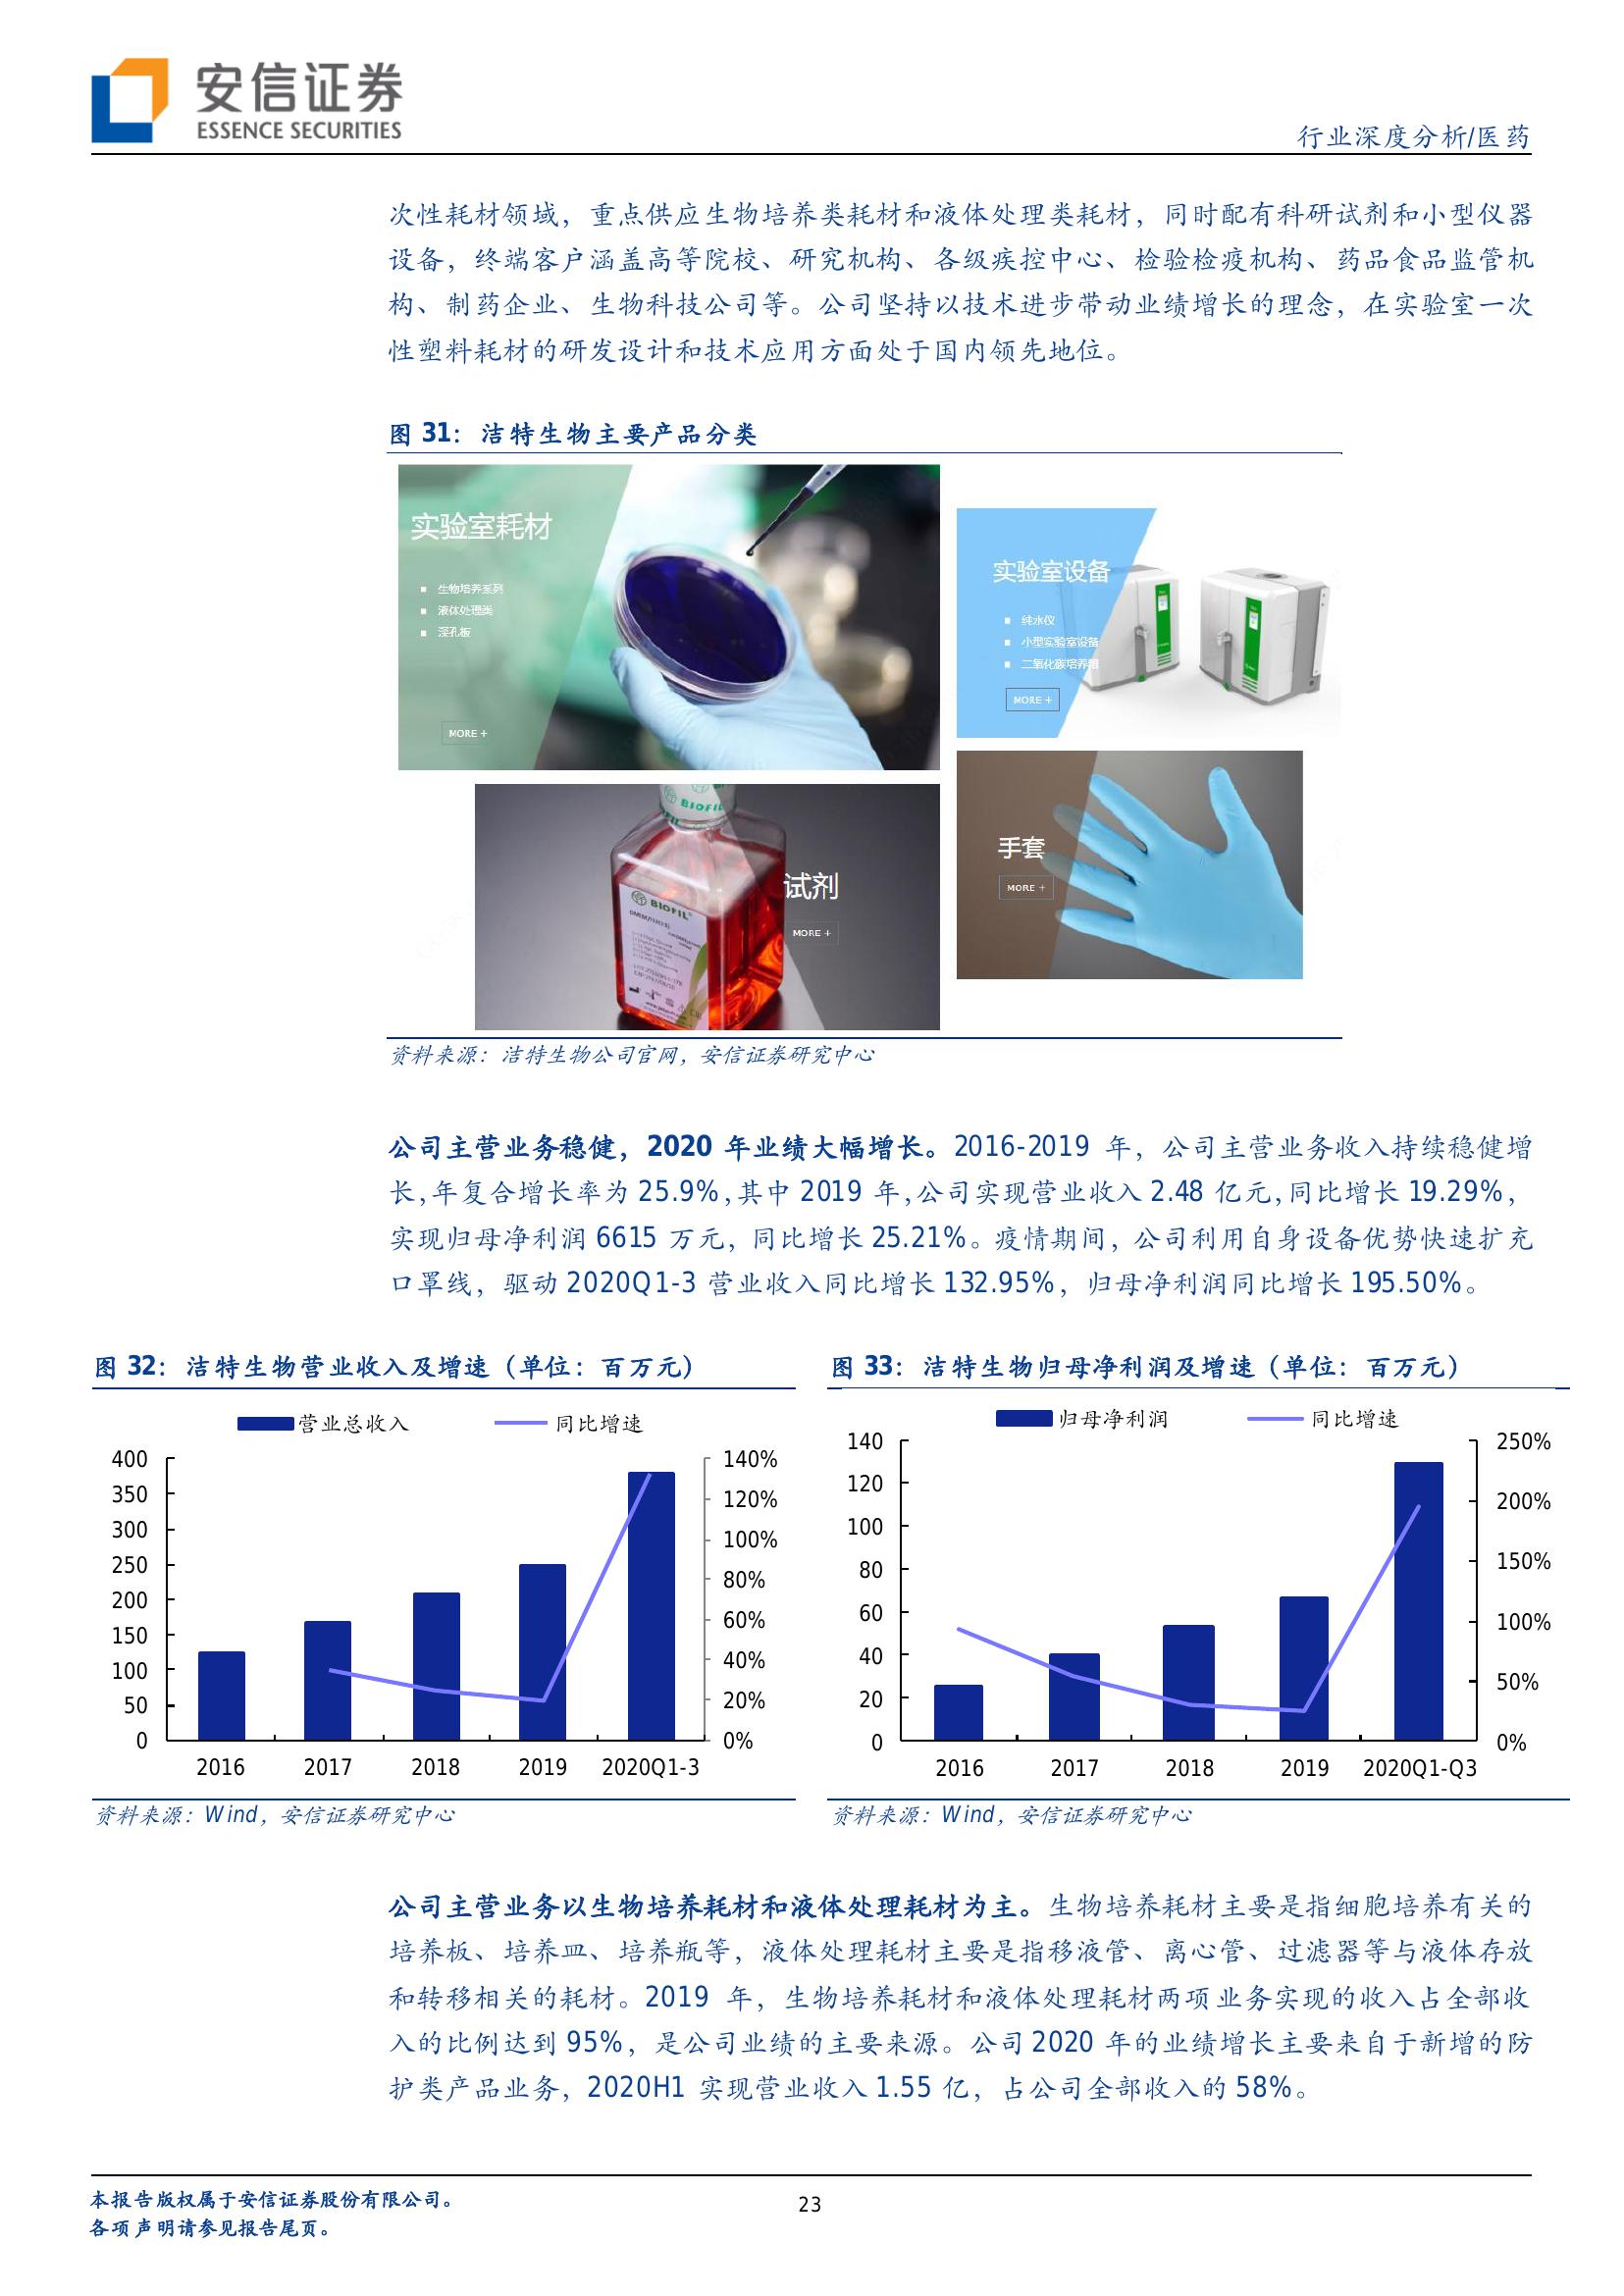 安信证券
ESSENCE SECURITIES
行业深度分析/医药
次性耗材领域，重点供应生物培养类耗材和液体处理类耗材，同时配有科研试剂和小型仪器
设备，终端客户涵盖高等院校、研究机构、各级疾控中心、检验检疫机构、药品食品监管机
构、制药企业、生物科技公司等。公司坚持以技术进步带动业绩增长的理念，在实验室一次
性塑料耗材的研发设计和技术应用方面处于国内领先地位。
图 31：洁特生物主要产品分类
实验室耗材
▪ 生物培养系列
▪ 液体处理类
▪ 深孔板
MORE +
实验室设备
▪ 纯水仪
▪ 小型实验室设备
▪ 二氧化碳培养箱
MORE +
BIOFIL
BIOFIL
试剂
MORE +
手套
MORE +
资料来源：洁特生物公司官网，安信证券研究中心
公司主营业务稳健，2020 年业绩大幅增长。2016-2019 年，公司主营业务收入持续稳健增
长，年复合增长率为 25.9%，其中 2019 年，公司实现营业收入 2.48 亿元，同比增长 19.29%，
实现归母净利润 6615 万元，同比增长 25.21%。疫情期间，公司利用自身设备优势快速扩充
口罩线，驱动 2020Q1-3 营业收入同比增长 132.95%，归母净利润同比增长 195.50%。
图 32：洁特生物营业收入及增速（单位：百万元）
营业总收入 同比增速
400 140%
350 120%
300 100%
250 80%
200 60%
150 40%
100 20%
50 0%
0
2016 2017 2018 2019 2020Q1-3
资料来源：Wind，安信证券研究中心
图 33：洁特生物归母净利润及增速（单位：百万元）
归母净利润 同比增速
140 250%
120 200%
100 150%
80 100%
60 50%
40 0%
20
0
2016 2017 2018 2019 2020Q1-Q3
资料来源：Wind，安信证券研究中心
公司主营业务以生物培养耗材和液体处理耗材为主。生物培养耗材主要是指细胞培养有关的
培养板、培养皿、培养瓶等，液体处理耗材主要是指移液管、离心管、过滤器等与液体存放
和转移相关的耗材。2019 年，生物培养耗材和液体处理耗材两项业务实现的收入占全部收
入的比例达到 95%，是公司业绩的主要来源。公司 2020 年的业绩增长主要来自于新增的防
护类产品业务，2020H1 实现营业收入 1.55 亿，占公司全部收入的 58%。
本报告版权属于安信证券股份有限公司。
各项声明请参见报告尾页。
23